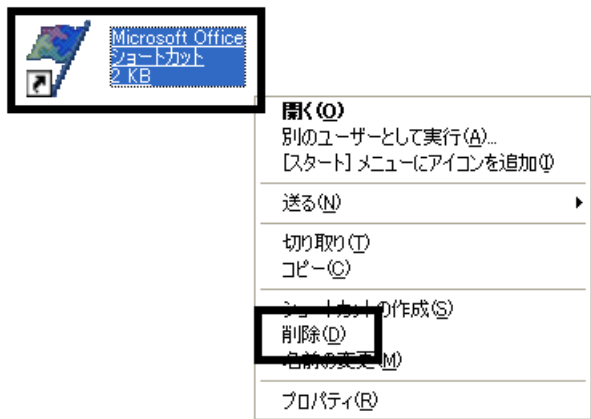 Microsoft Office
ショートカット
2 KB
開く(O)
別のユーザーとして実行(A)...
[スタート] メニューにアイコンを追加(I)
送る(N)
切り取り(T)
コピー(C)
ショートカットの作成(S)
削除(D)
名前の変更(M)
プロパティ(R)